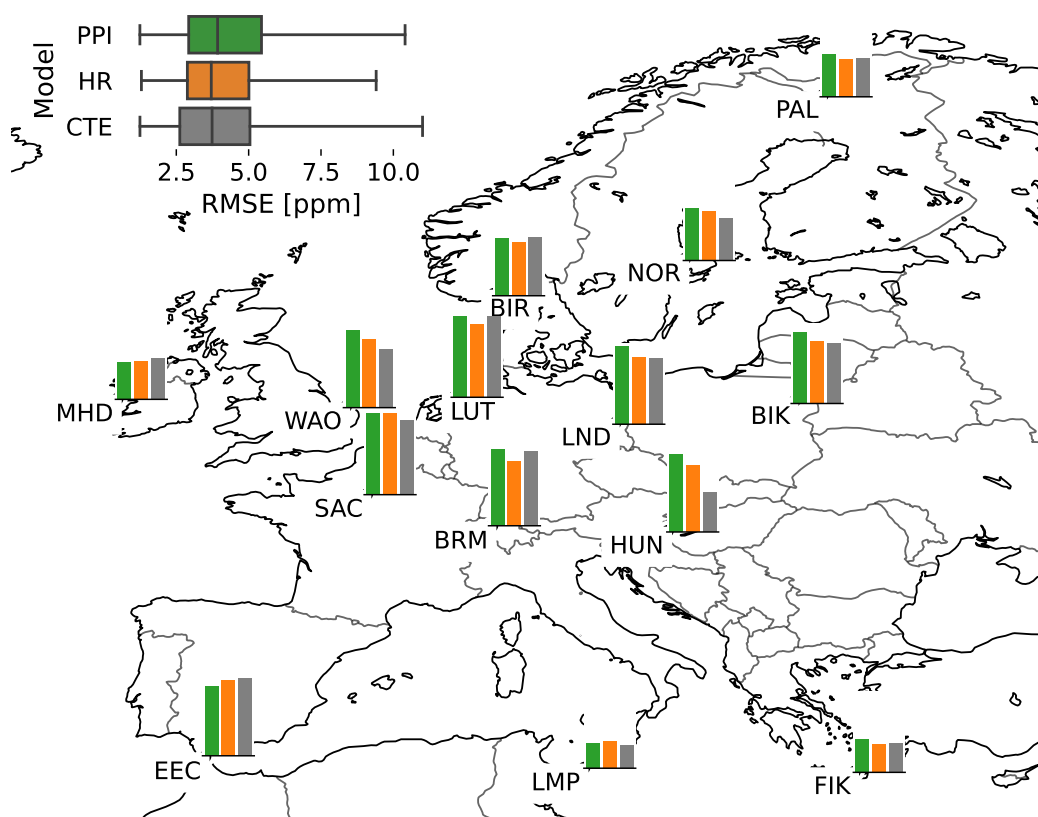 PPI
HR
CTE
Model
2.5 5.0 7.5 10.0
RMSE [ppm]
PAL
NOR
BIR
MHD
WAO
LUT
LND
BIK
SAC
BRM
HUN
EEC
LMP
FIK